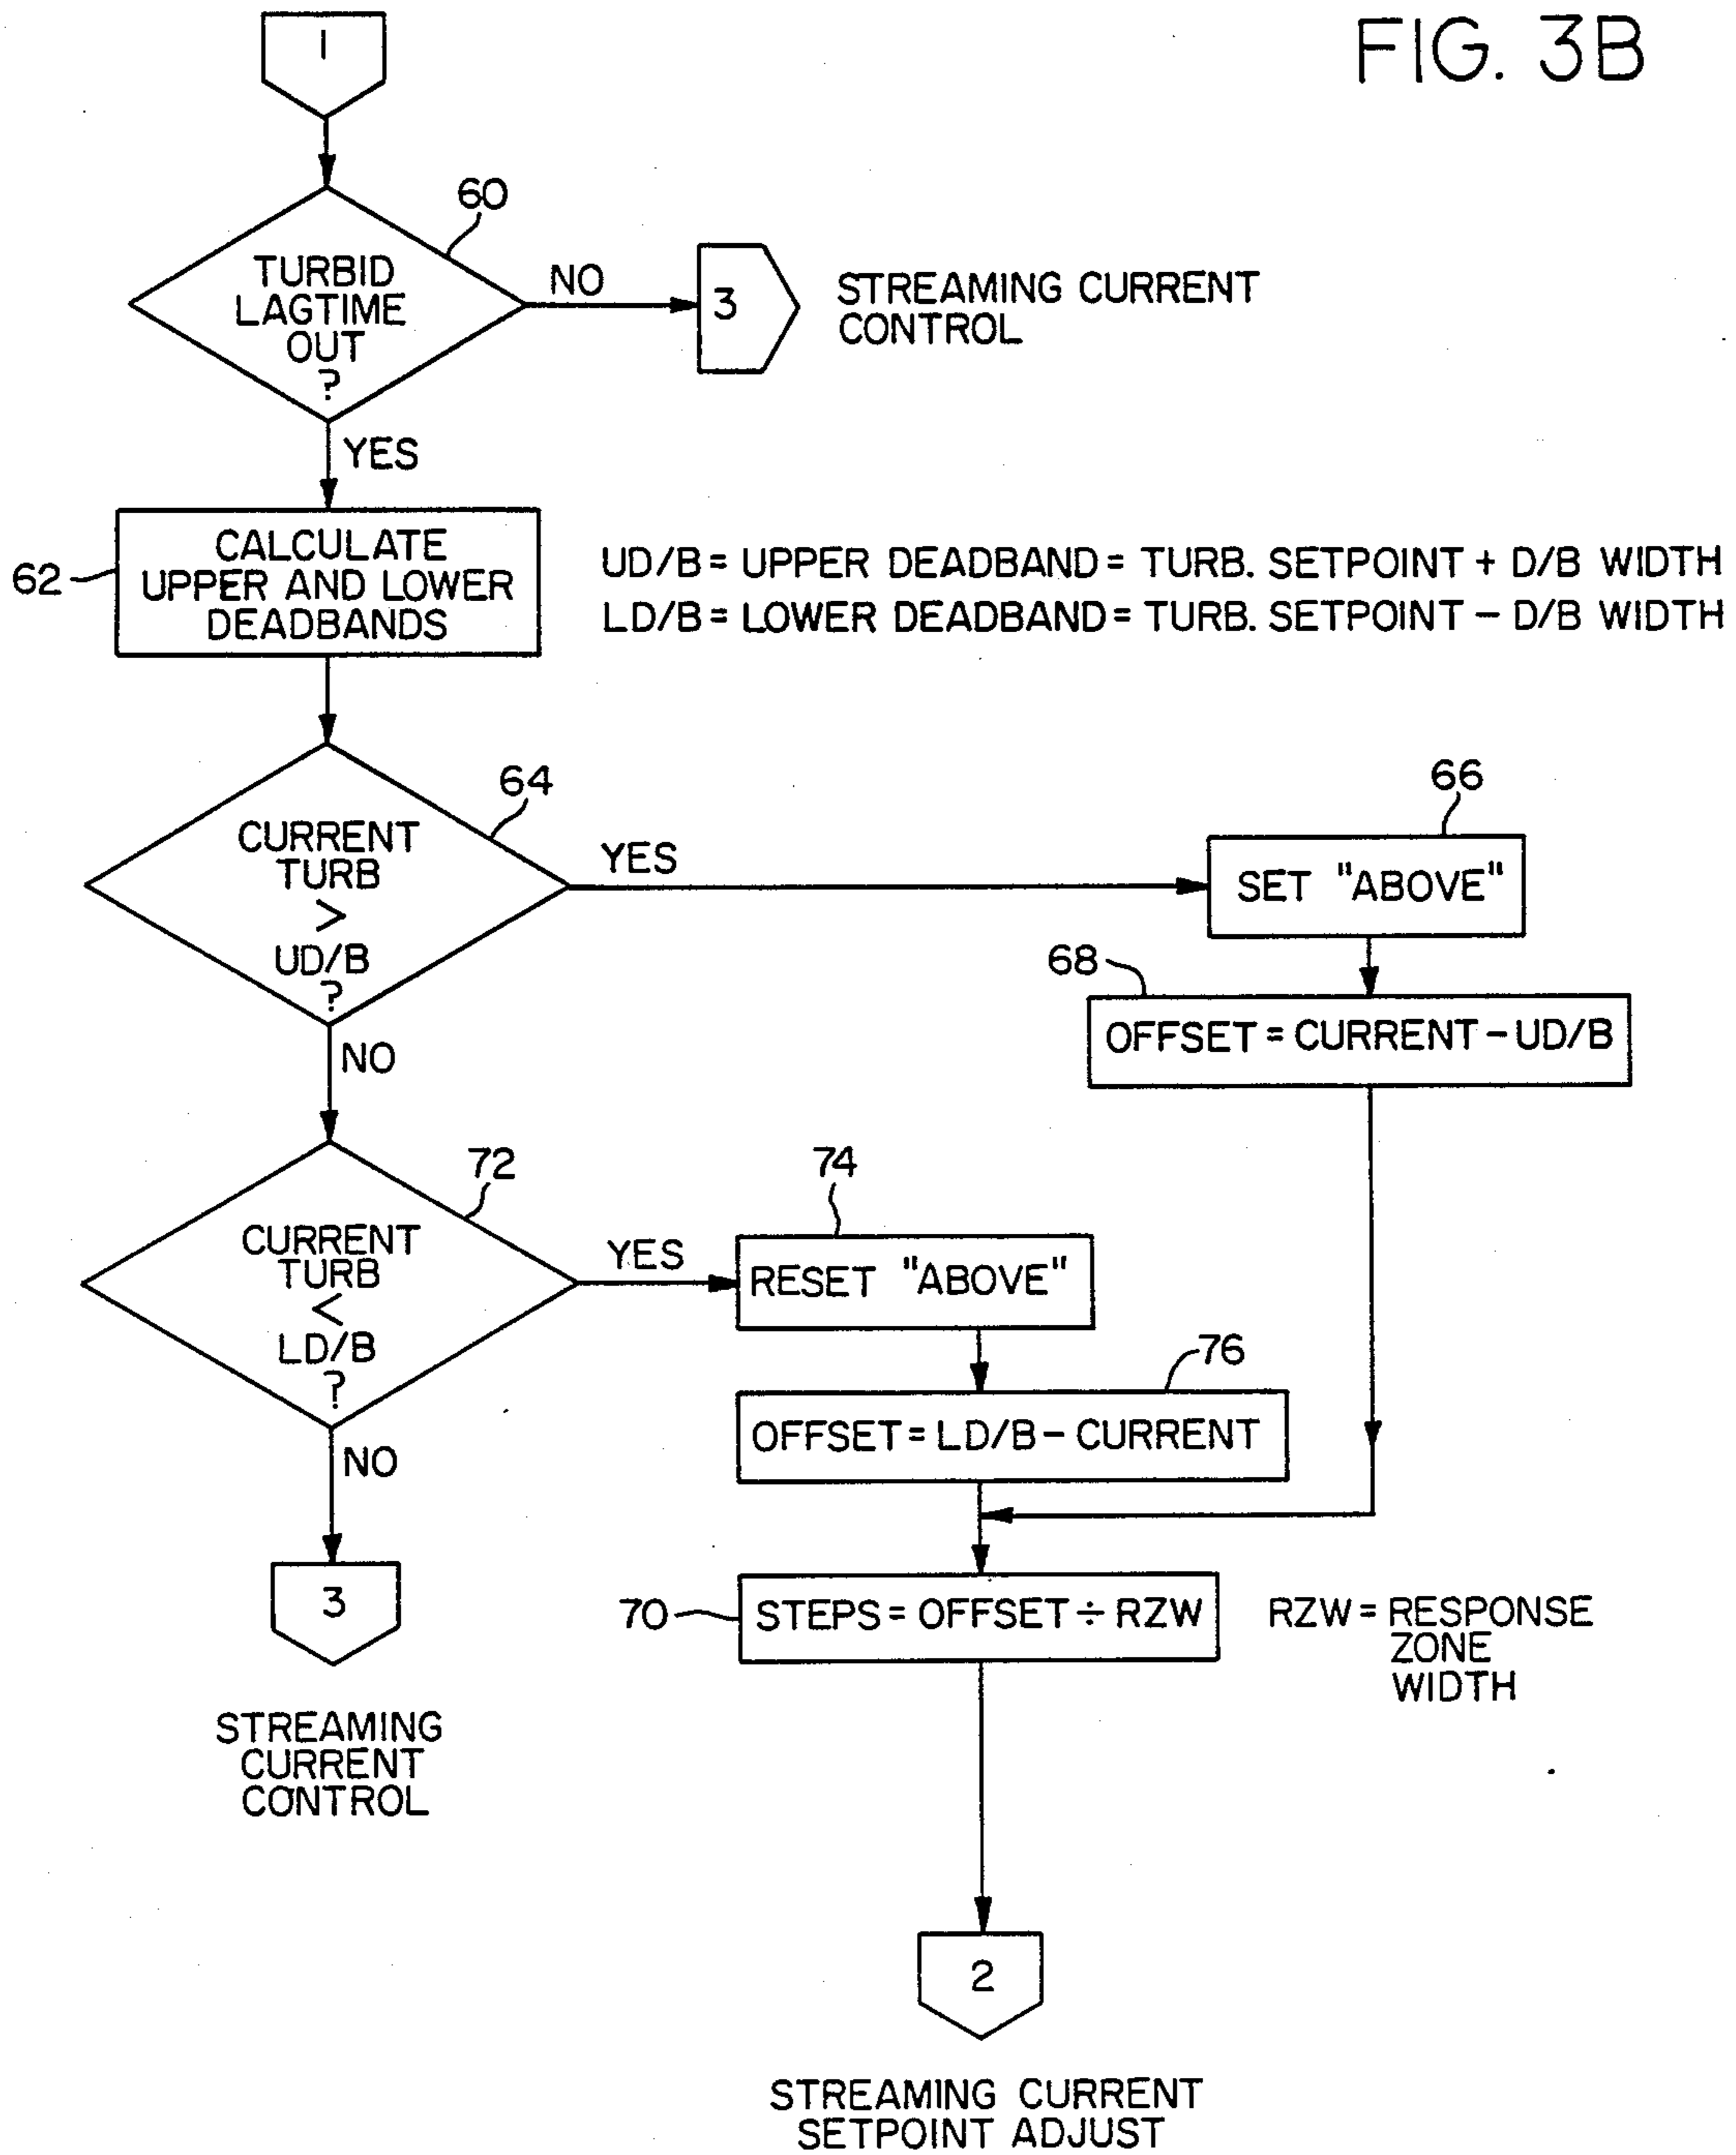 FIG. 3B
1
60
TURBID
LAGTIME
OUT
?
NO
3
STREAMING CURRENT
CONTROL
YES
62
CALCULATE
UPPER AND LOWER
DEADBANDS
UD/B = UPPER DEADBAND = TURB. SETPOINT + D/B WIDTH
LD/B = LOWER DEADBAND = TURB. SETPOINT - D/B WIDTH
64
CURRENT
TURB
>
UD/B
?
YES
66
SET "ABOVE"
68
OFFSET = CURRENT - UD/B
NO
72
CURRENT
TURB
<
LD/B
?
YES
74
RESET "ABOVE"
76
OFFSET = LD/B - CURRENT
NO
3
STREAMING
CURRENT
CONTROL
70
STEPS = OFFSET ÷ RZW
RZW = RESPONSE
ZONE
WIDTH
2
STREAMING CURRENT
SETPOINT ADJUST